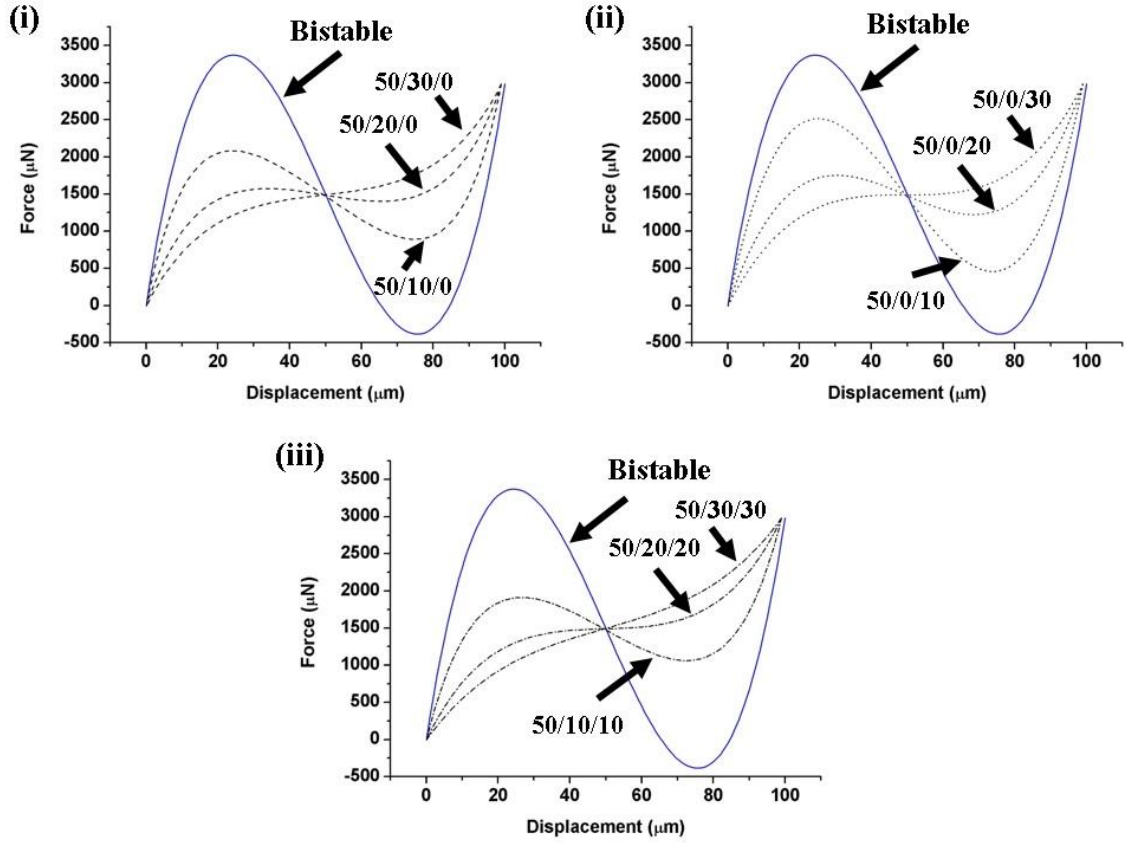 (i)
Bistable
50/30/0
50/20/0
50/10/0
3500
3000
2500
2000
1500
1000
500
0
-500
Force (μN)
0 20 40 60 80 100
Displacement (μm)
(ii)
Bistable
50/0/30
50/0/20
50/0/10
3500
3000
2500
2000
1500
1000
500
0
-500
Force (μN)
0 20 40 60 80 100
Displacement (μm)
(iii)
Bistable
50/30/30
50/20/20
50/10/10
3500
3000
2500
2000
1500
1000
500
0
-500
Force (μN)
0 20 40 60 80 100
Displacement (μm)